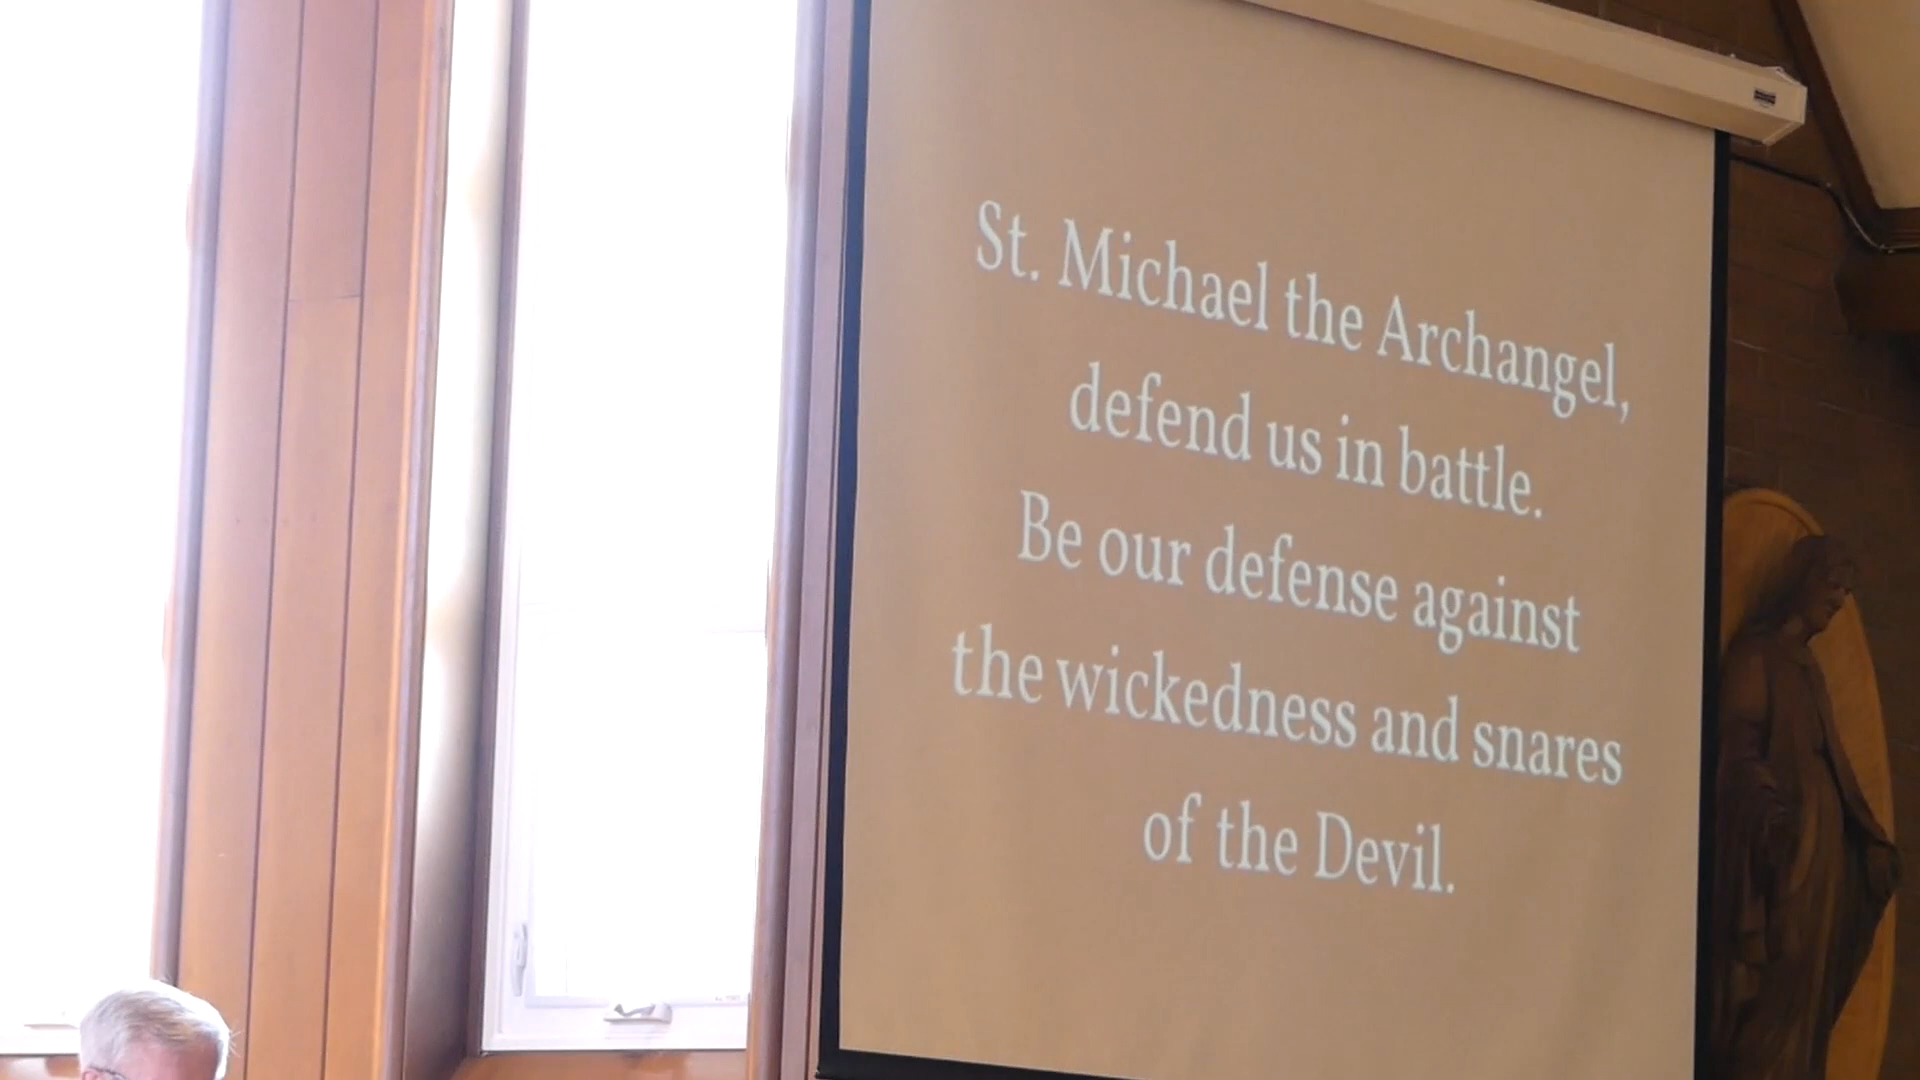 St. Michael the Archangel,
defend us in battle.
Be our defense against
the wickedness and snares
of the Devil.